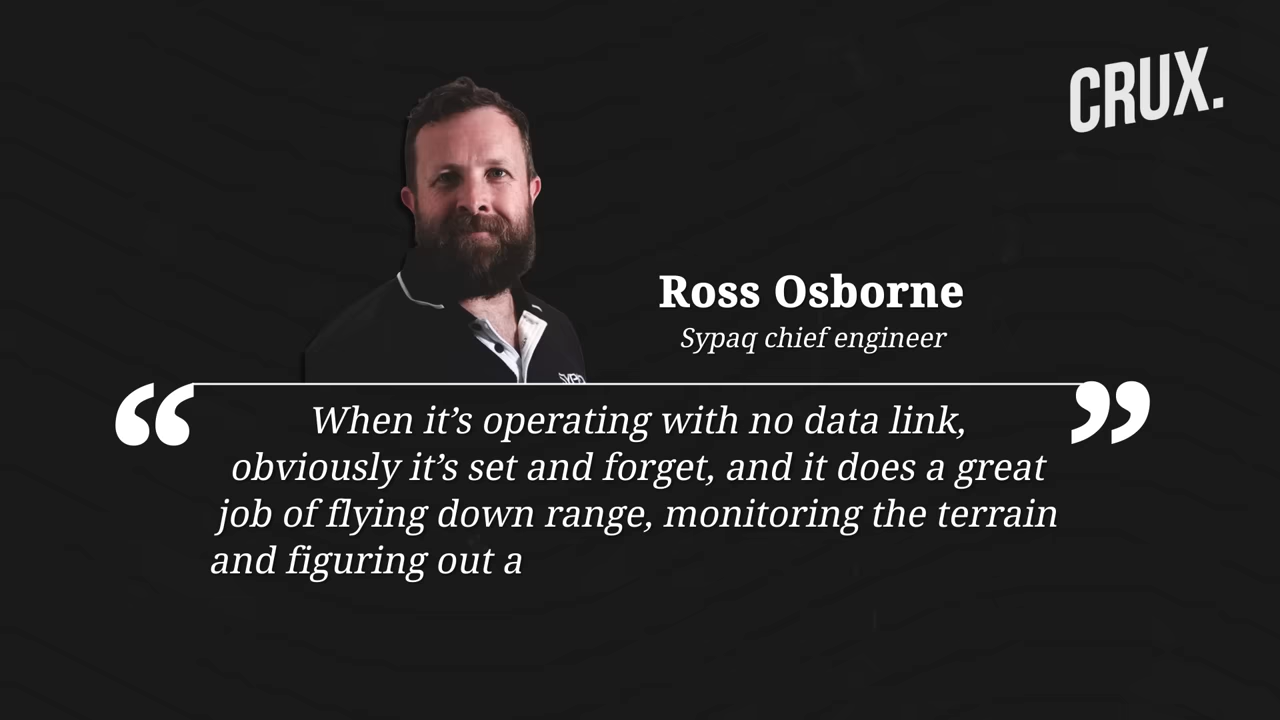 CRUX.
Ross Osborne
Sypaq chief engineer
“ When it’s operating with no data link, ”
obviously it’s set and forget, and it does a great
job of flying down range, monitoring the terrain
and figuring out a